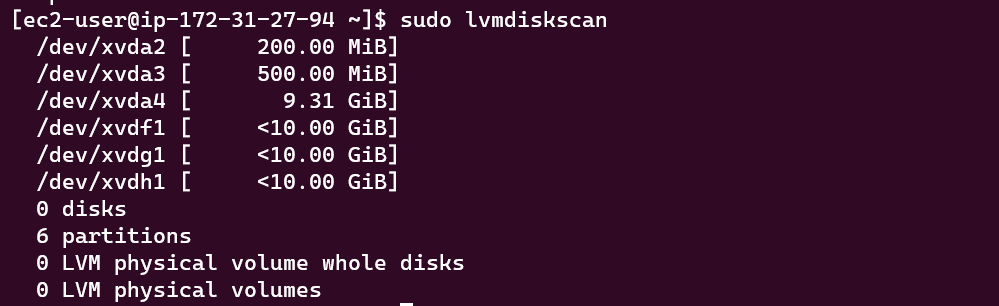 [ec2-user@ip-172-31-27-94 ~]$ sudo lvmdiskscan
/dev/xvda2 [     200.00 MiB]
/dev/xvda3 [     500.00 MiB]
/dev/xvda4 [       9.31 GiB]
/dev/xvdf1 [     <10.00 GiB]
/dev/xvdg1 [     <10.00 GiB]
/dev/xvdh1 [     <10.00 GiB]
0 disks
6 partitions
0 LVM physical volume whole disks
0 LVM physical volumes